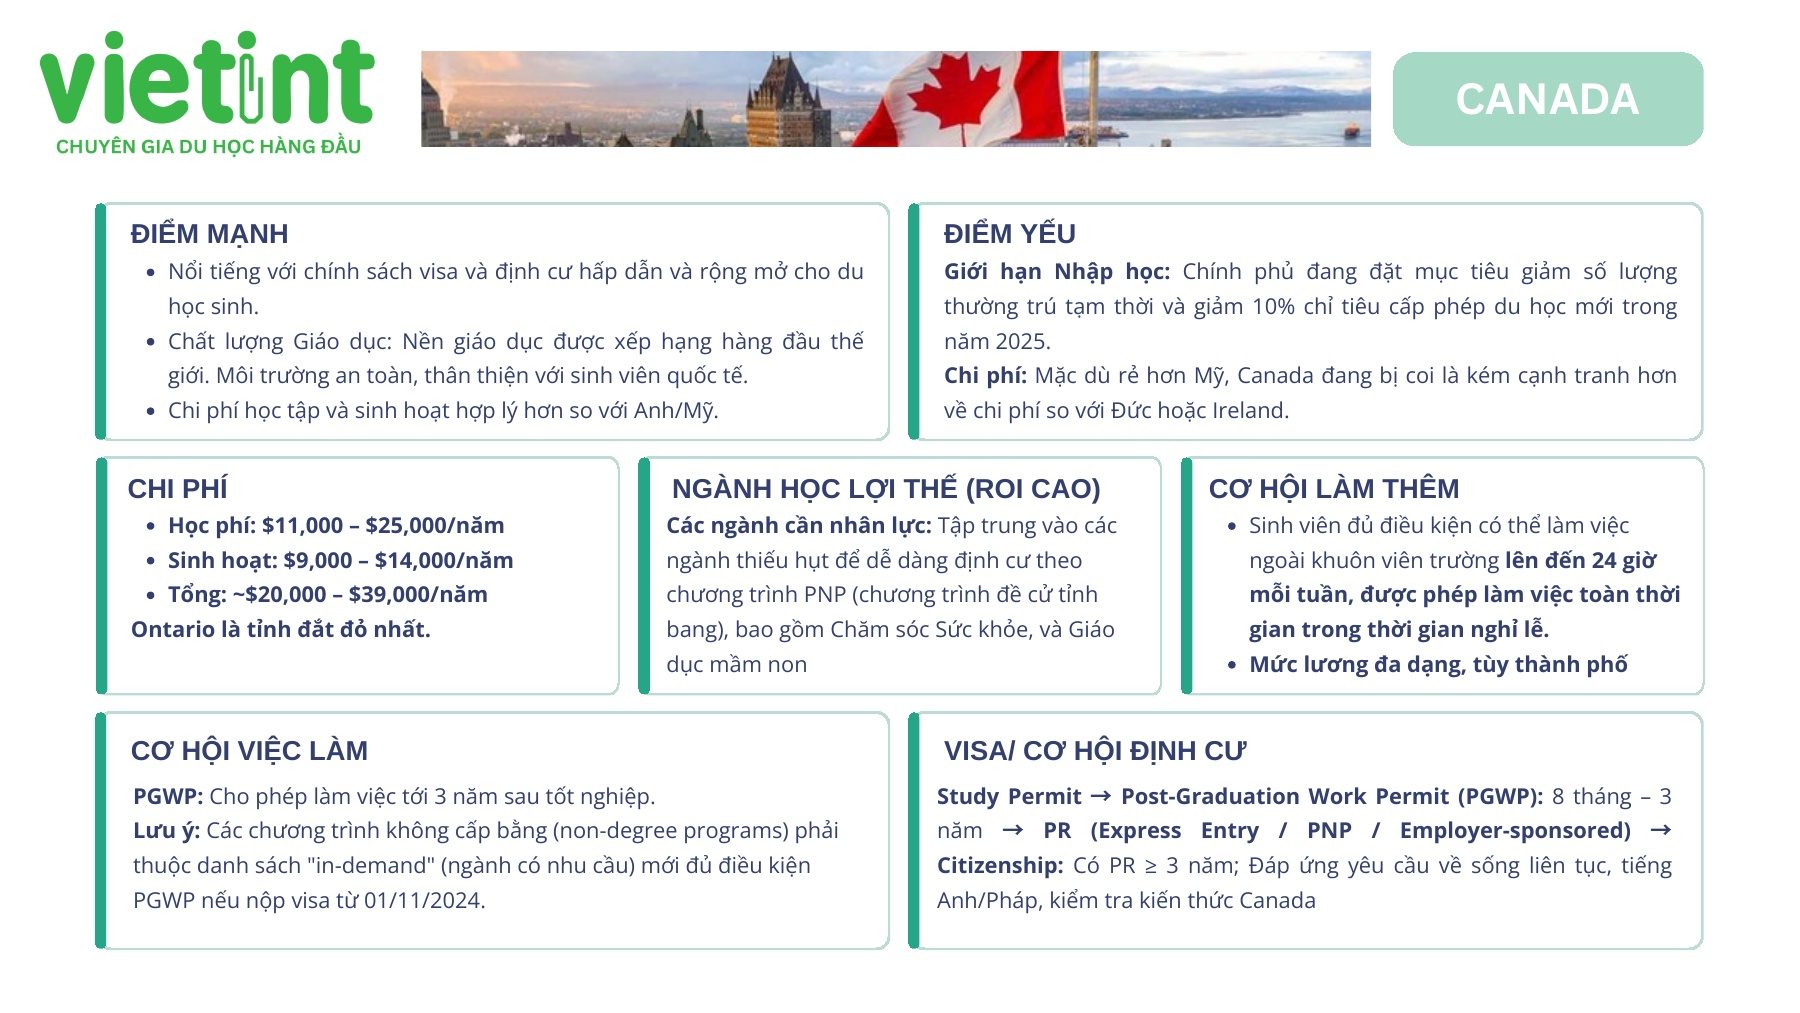 vietint
CHUYÊN GIA DU HỌC HÀNG ĐẦU
CANADA
ĐIỂM MẠNH
• Nổi tiếng với chính sách visa và định cư hấp dẫn và rộng mở cho du
học sinh.
• Chất lượng Giáo dục: Nền giáo dục được xếp hạng hàng đầu thế
giới. Môi trường an toàn, thân thiện với sinh viên quốc tế.
• Chi phí học tập và sinh hoạt hợp lý hơn so với Anh/Mỹ.
ĐIỂM YẾU
Giới hạn Nhập học: Chính phủ đang đặt mục tiêu giảm số lượng
thường trú tạm thời và giảm 10% chỉ tiêu cấp phép du học mới trong
năm 2025.
Chi phí: Mặc dù rẻ hơn Mỹ, Canada đang bị coi là kém cạnh tranh hơn
về chi phí so với Đức hoặc Ireland.
CHI PHÍ
• Học phí: $11,000 – $25,000/năm
• Sinh hoạt: $9,000 – $14,000/năm
• Tổng: ~$20,000 – $39,000/năm
Ontario là tỉnh đắt đỏ nhất.
NGÀNH HỌC LỢI THẾ (ROI CAO)
Các ngành cần nhân lực: Tập trung vào các
ngành thiếu hụt để dễ dàng định cư theo
chương trình PNP (chương trình đề cử tỉnh
bang), bao gồm Chăm sóc Sức khỏe, và Giáo
dục mầm non
CƠ HỘI LÀM THÊM
• Sinh viên đủ điều kiện có thể làm việc
ngoài khuôn viên trường lên đến 24 giờ
mỗi tuần, được phép làm việc toàn thời
gian trong thời gian nghỉ lễ.
• Mức lương đa dạng, tùy thành phố
CƠ HỘI VIỆC LÀM
PGWP: Cho phép làm việc tới 3 năm sau tốt nghiệp.
Lưu ý: Các chương trình không cấp bằng (non-degree programs) phải
thuộc danh sách "in-demand" (ngành có nhu cầu) mới đủ điều kiện
PGWP nếu nộp visa từ 01/11/2024.
VISA/ CƠ HỘI ĐỊNH CƯ
Study Permit → Post-Graduation Work Permit (PGWP): 8 tháng – 3
năm → PR (Express Entry / PNP / Employer-sponsored) →
Citizenship: Có PR ≥ 3 năm; Đáp ứng yêu cầu về sống liên tục, tiếng
Anh/Pháp, kiểm tra kiến thức Canada